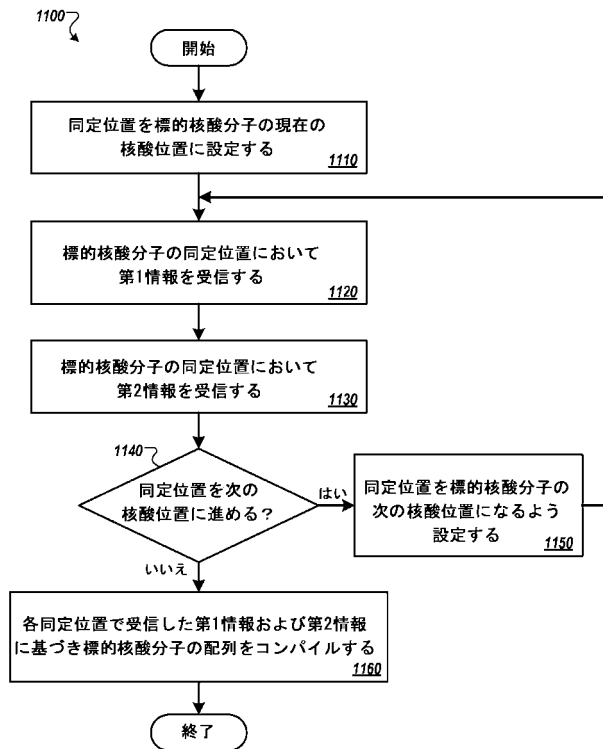 1100
開始
同定位置を標的核酸分子の現在の
核酸位置に設定する
1110
標的核酸分子の同定位置において
第1情報を受信する
1120
標的核酸分子の同定位置において
第2情報を受信する
1130
1140
同定位置を次の
核酸位置に進める？
はい
同定位置を標的核酸分子の
次の核酸位置になるよう
設定する
1150
いいえ
各同定位置で受信した第1情報および第2情報
に基づき標的核酸分子の配列をコンパイルする
1160
終了